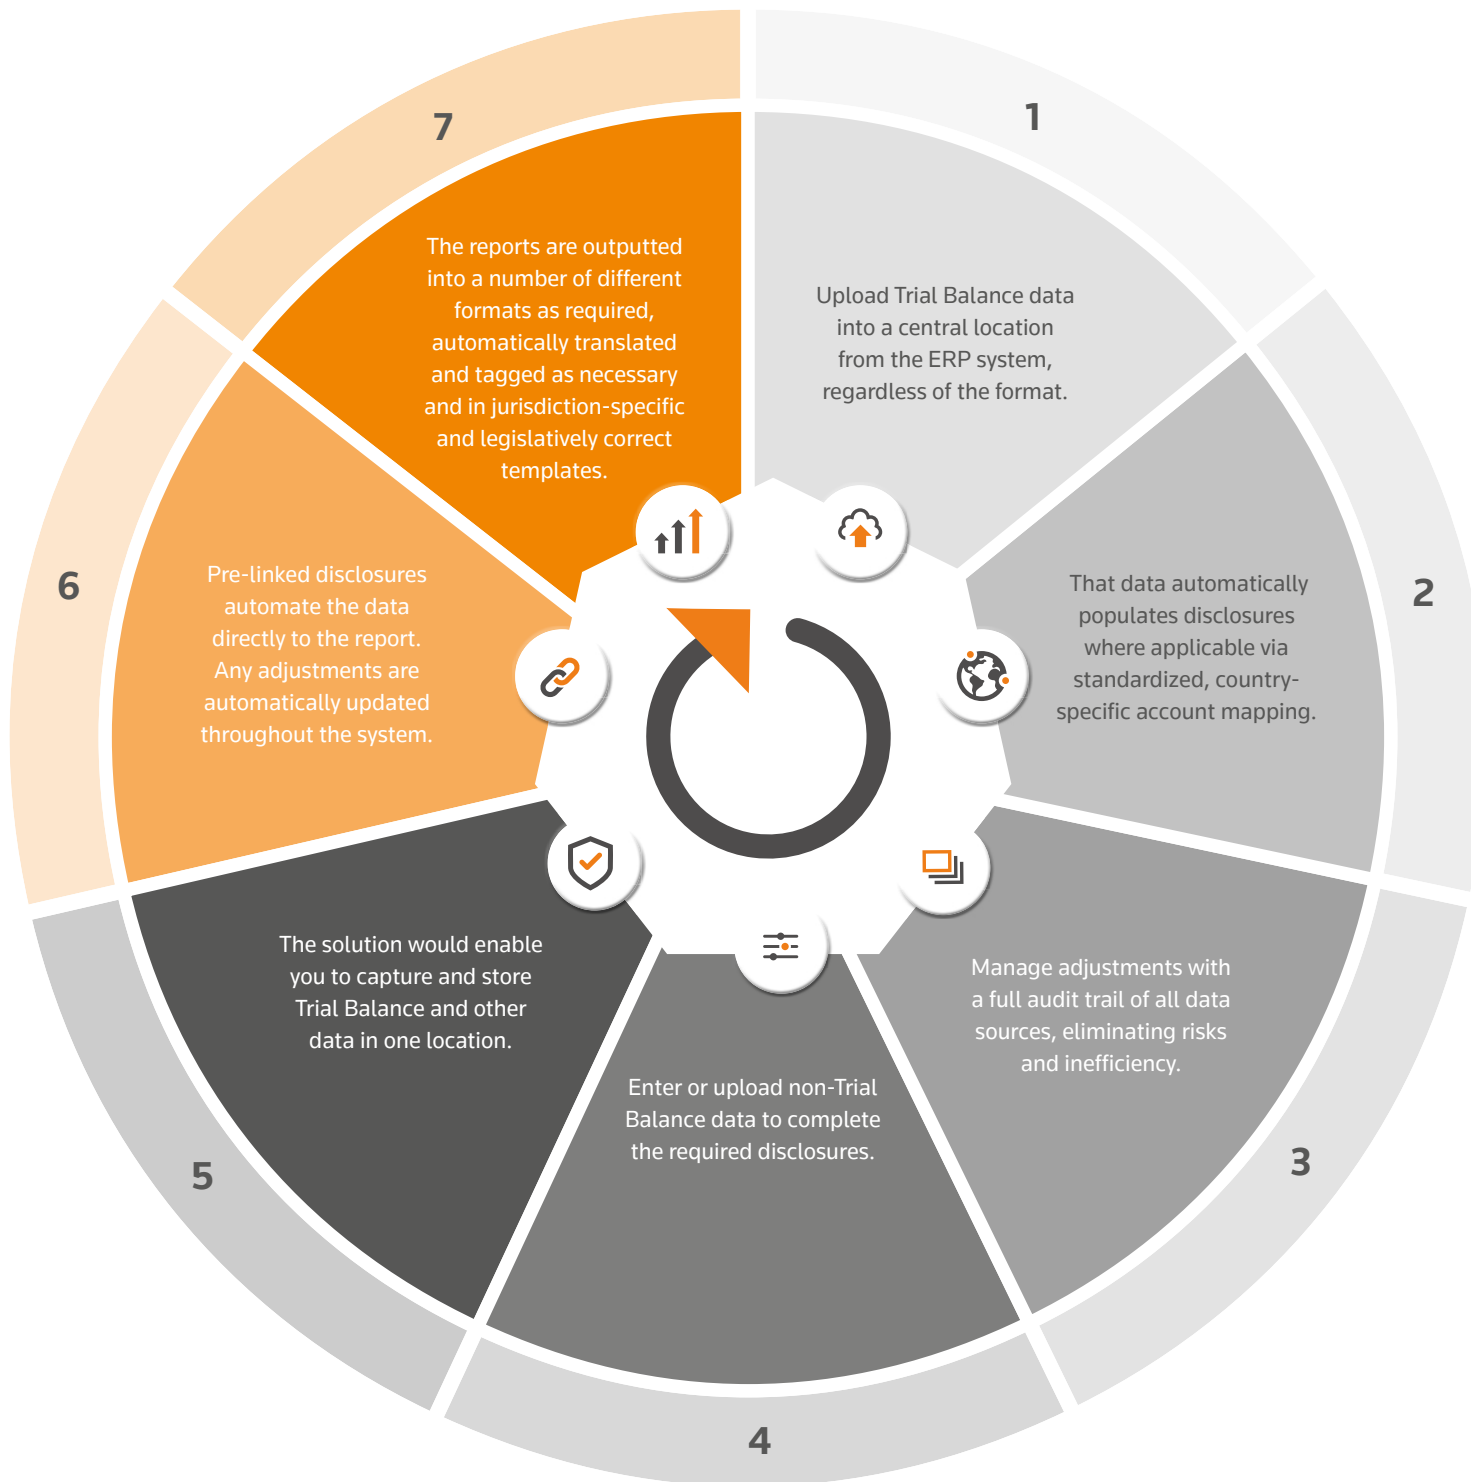 1
Upload Trial Balance data
into a central location
from the ERP system,
regardless of the format.
2
That data automatically
populates disclosures
where applicable via
standardized, country-
specific account mapping.
3
Manage adjustments with
a full audit trail of all data
sources, eliminating risks
and inefficiency.
4
Enter or upload non-Trial
Balance data to complete
the required disclosures.
5
The solution would enable
you to capture and store
Trial Balance and other
data in one location.
6
Pre-linked disclosures
automate the data
directly to the report.
Any adjustments are
automatically updated
throughout the system.
7
The reports are outputted
into a number of different
formats as required,
automatically translated
and tagged as necessary
and in jurisdiction-specific
and legislatively correct
templates.